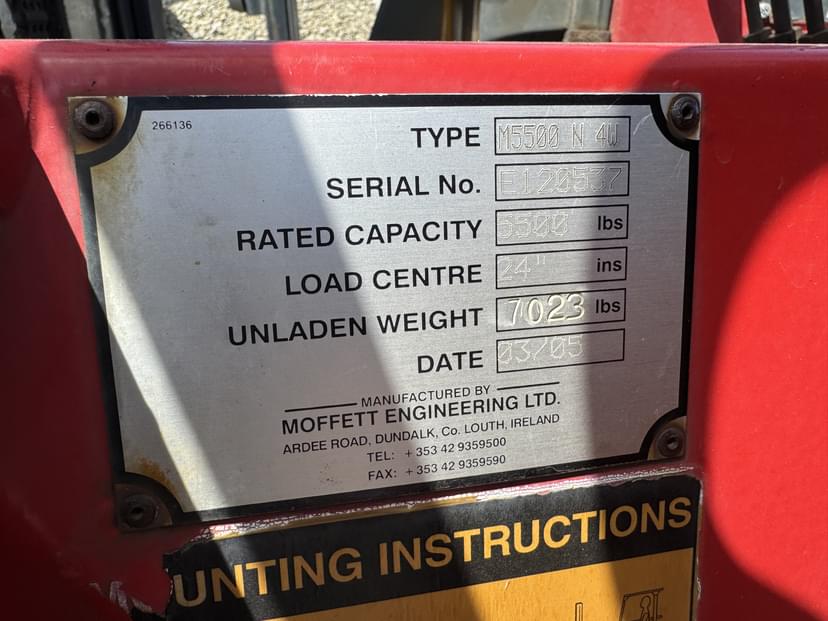 266136
TYPE M5500 N 4W
SERIAL No. E120537
RATED CAPACITY 5500 lbs
LOAD CENTRE 24" ins
UNLADEN WEIGHT 7023 lbs
DATE 03/05
MANUFACTURED BY
MOFFETT ENGINEERING LTD.
ARDEE ROAD, DUNDALK, Co. LOUTH, IRELAND
TEL: +353 42 9359500
FAX: +353 42 9359590
UNTING INSTRUCTIONS